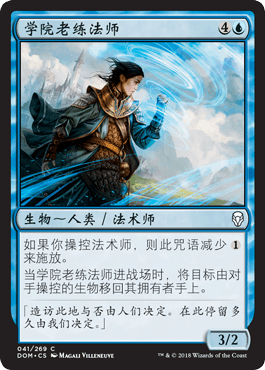 学院老练法师 4
生物～人类 / 法术师
如果你操控法术师，则此咒语减少 1
来施放。
当学院老练法师进战场时，将目标由对
手操控的生物移回其拥有者手上。
「造访此地与否由人们决定。在此停留多
久由我们决定。」
3/2
041/269 C
DOM • CS MAGALI VILLENEUVE
™ & © 2018 Wizards of the Coast